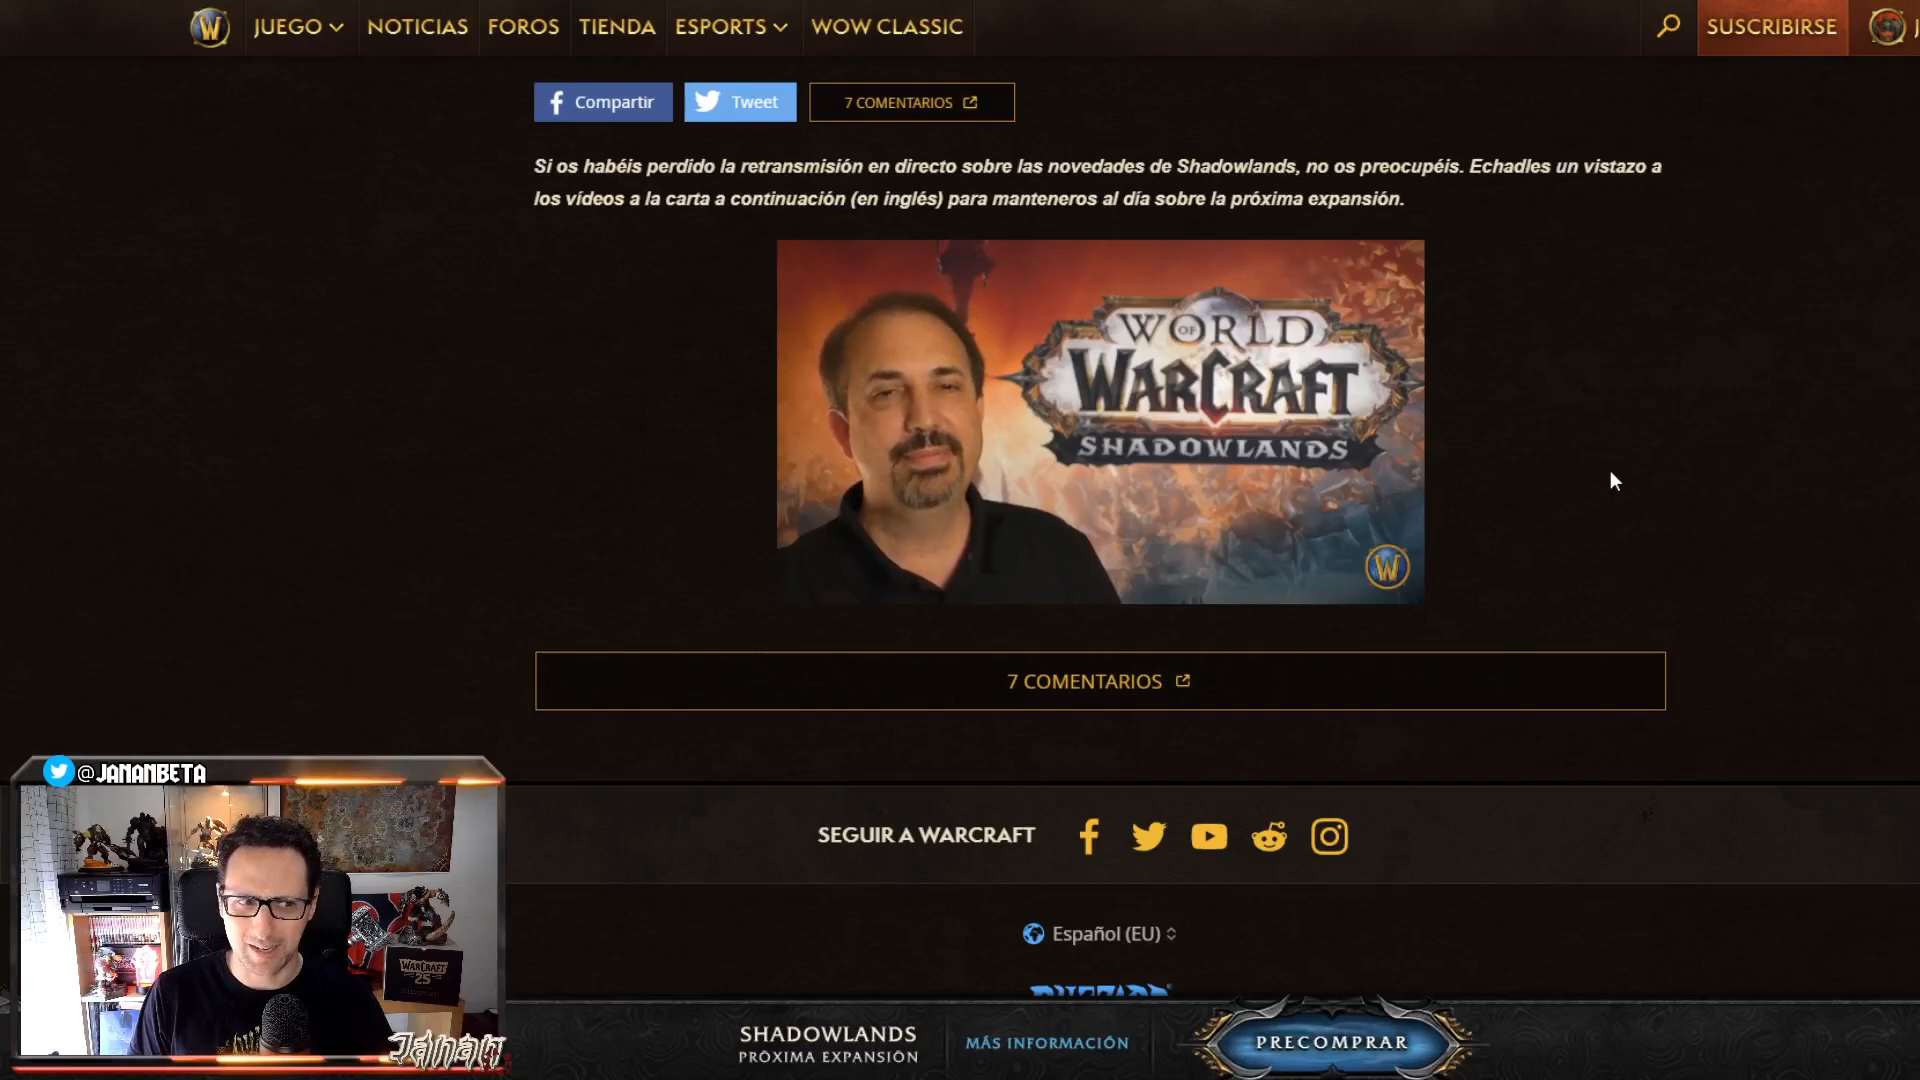 JUEGO
NOTICIAS
FOROS
TIENDA
ESPORTS
WOW CLASSIC
SUSCRIBIRSE
Compartir
Tweet
7 COMENTARIOS
Si os habéis perdido la retransmisión en directo sobre las novedades de Shadowlands, no os preocupéis. Echadles un vistazo a
los vídeos a la carta a continuación (en inglés) para manteneros al día sobre la próxima expansión.
WORLD
OF
WARCRAFT
SHADOWLANDS
7 COMENTARIOS
@JANANBETA
WARCRAFT
25
Janan
SEGUIR A WARCRAFT
Español (EU)
SHADOWLANDS
PRÓXIMA EXPANSIÓN
MÁS INFORMACIÓN
PRECOMPRAR